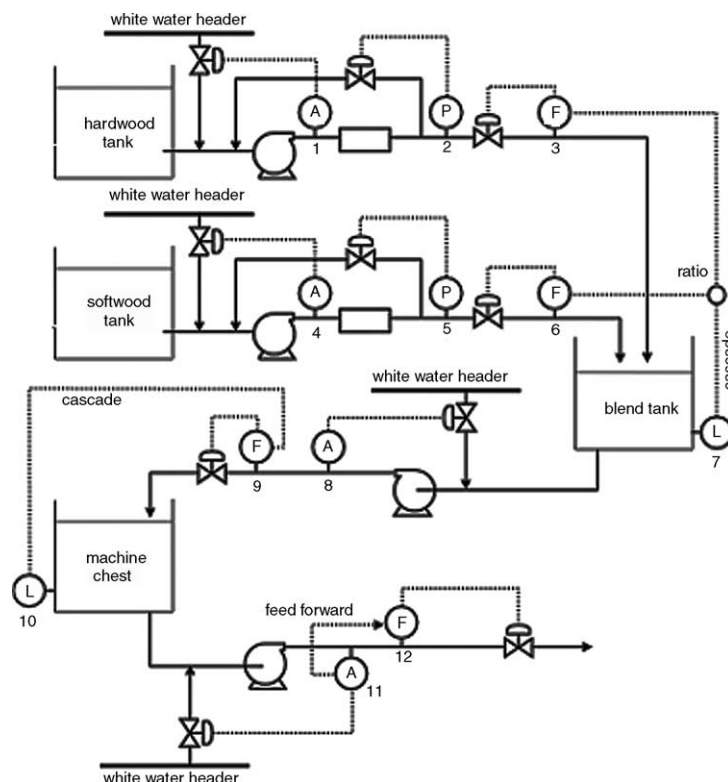 white water header
hardwood
tank
A
P
F
1
2
3
white water header
softwood
tank
A
P
F
4
5
6
ratio
white water header
cascade
blend tank
F
A
L
9
8
7
machine
chest
L
10
feed forward
F
12
A
11
white water header